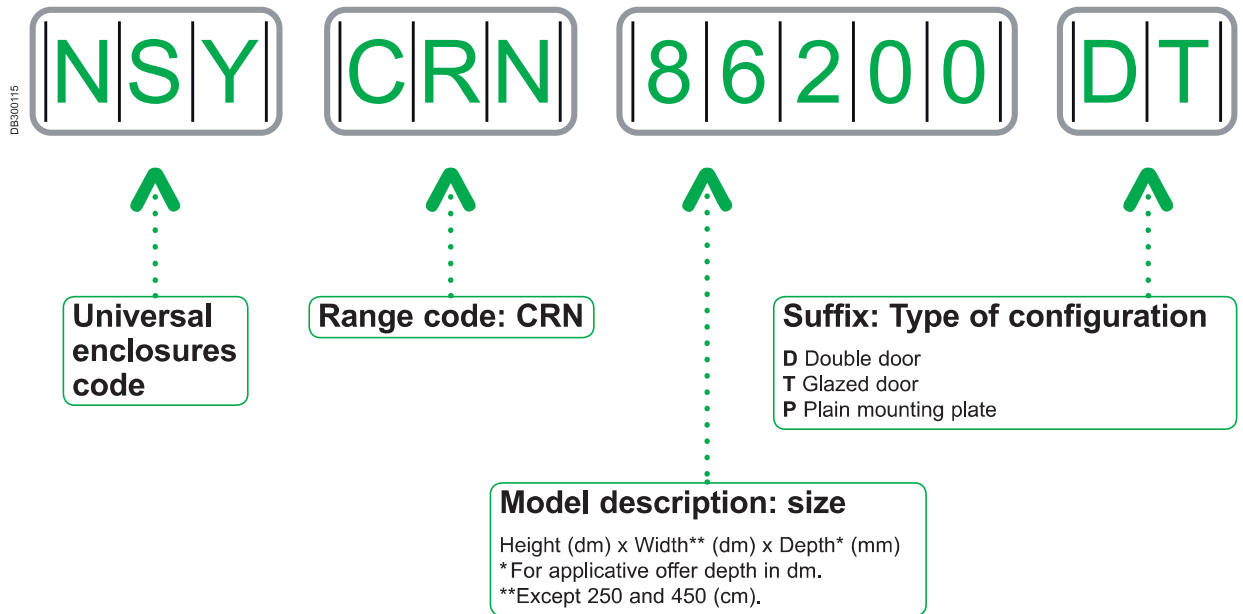 DB300115
NSY CRN 86200 DT
Universal
enclosures
code
Range code: CRN
Suffix: Type of configuration
D Double door
T Glazed door
P Plain mounting plate
Model description: size
Height (dm) x Width** (dm) x Depth* (mm)
*For applicative offer depth in dm.
**Except 250 and 450 (cm).